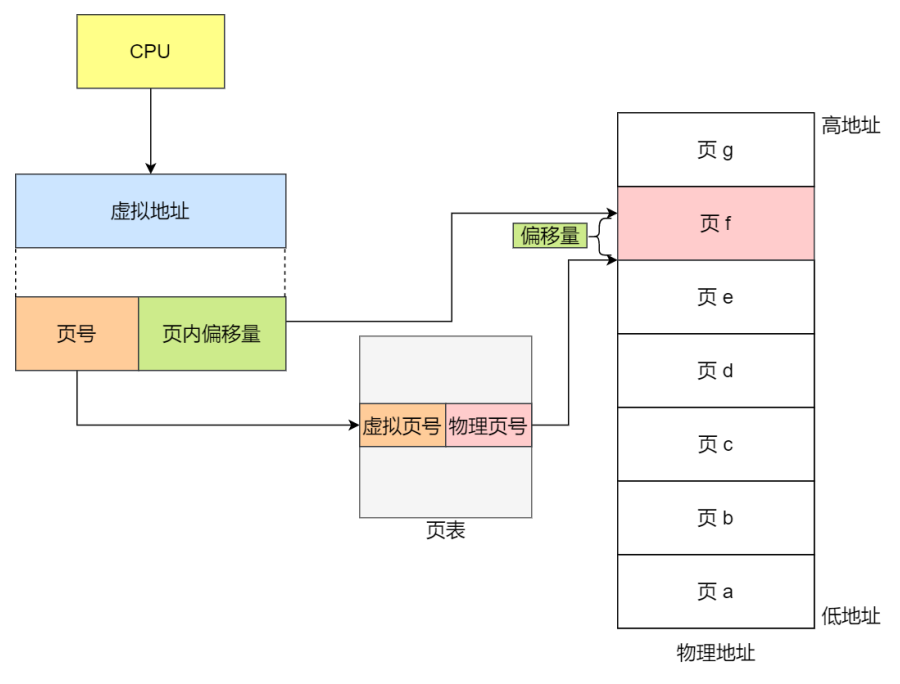 CPU
虚拟地址
页号
页内偏移量
虚拟页号
物理页号
页表
偏移量
高地址
页 g
页 f
页 e
页 d
页 c
页 b
页 a
低地址
物理地址